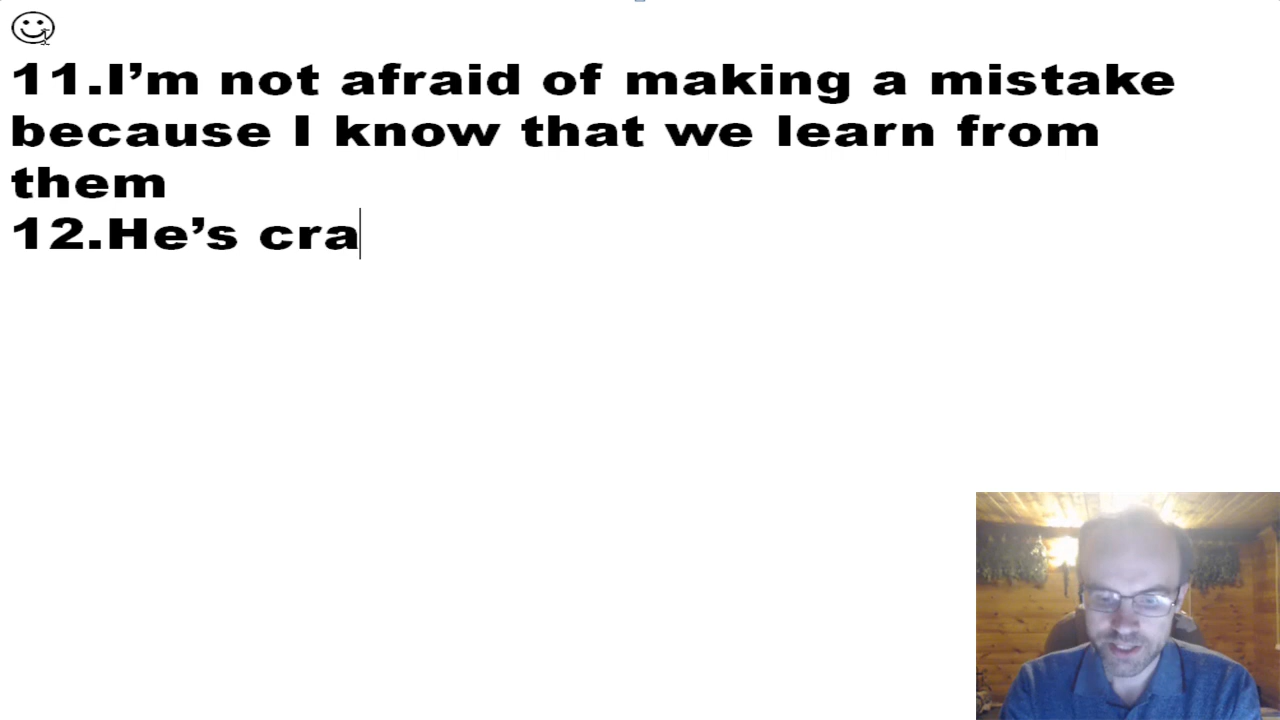 11.I’m not afraid of making a mistake
because I know that we learn from
them
12.He’s cra